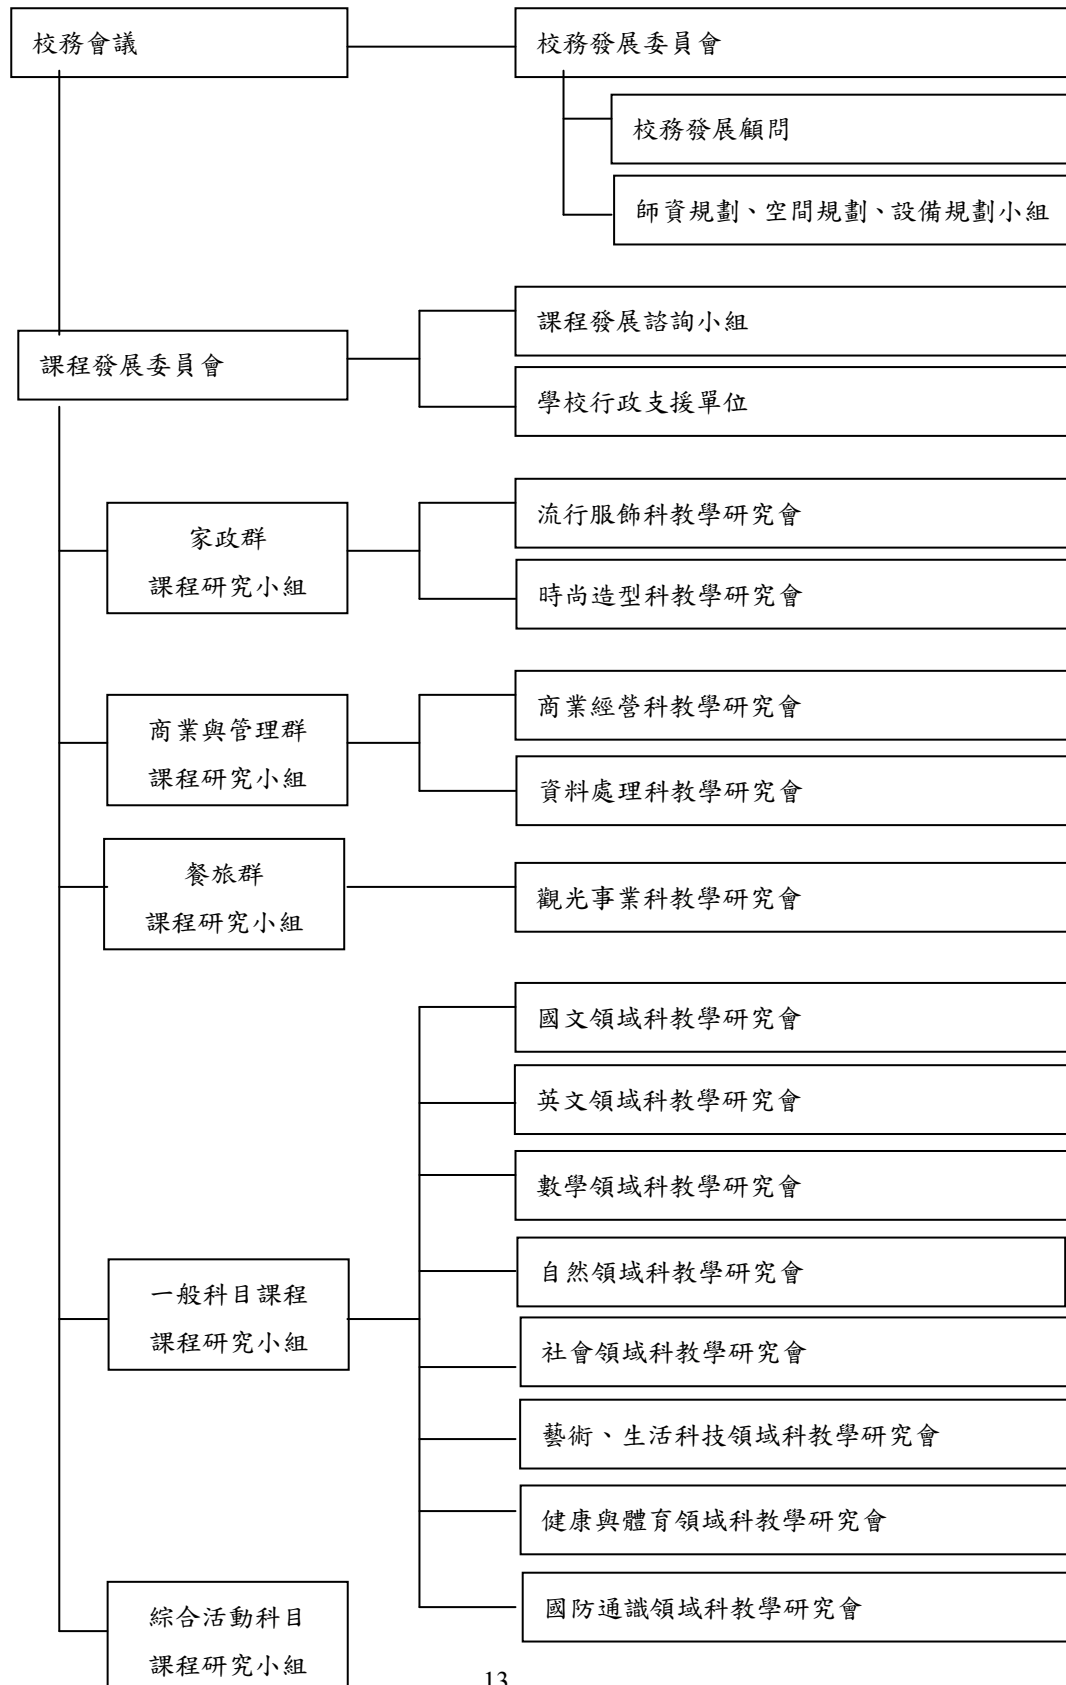 校務會議
校務發展委員會
校務發展顧問
師資規劃、空間規劃、設備規劃小組
課程發展諮詢小組
課程發展委員會
學校行政支援單位
流行服飾科教學研究會
家政群
課程研究小組
時尚造型科教學研究會
商業經營科教學研究會
商業與管理群
課程研究小組
資料處理科教學研究會
餐旅群
課程研究小組
觀光事業科教學研究會
國文領域科教學研究會
英文領域科教學研究會
數學領域科教學研究會
自然領域科教學研究會
一般科目課程
課程研究小組
社會領域科教學研究會
藝術、生活科技領域科教學研究會
健康與體育領域科教學研究會
國防通識領域科教學研究會
綜合活動科目
課程研究小組
13